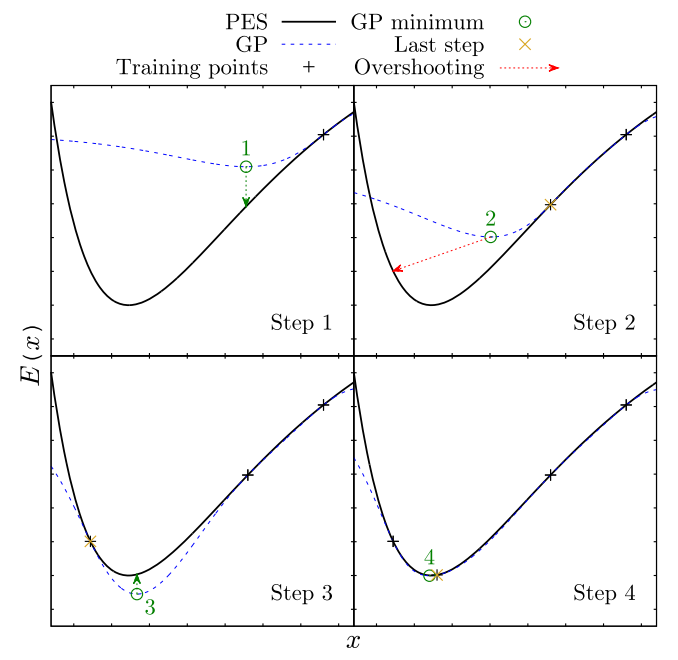 PES GP minimum
GP Last step
Training points Overshooting
1
Step 1
2
Step 2
E(x)
3
Step 3
4
Step 4
x